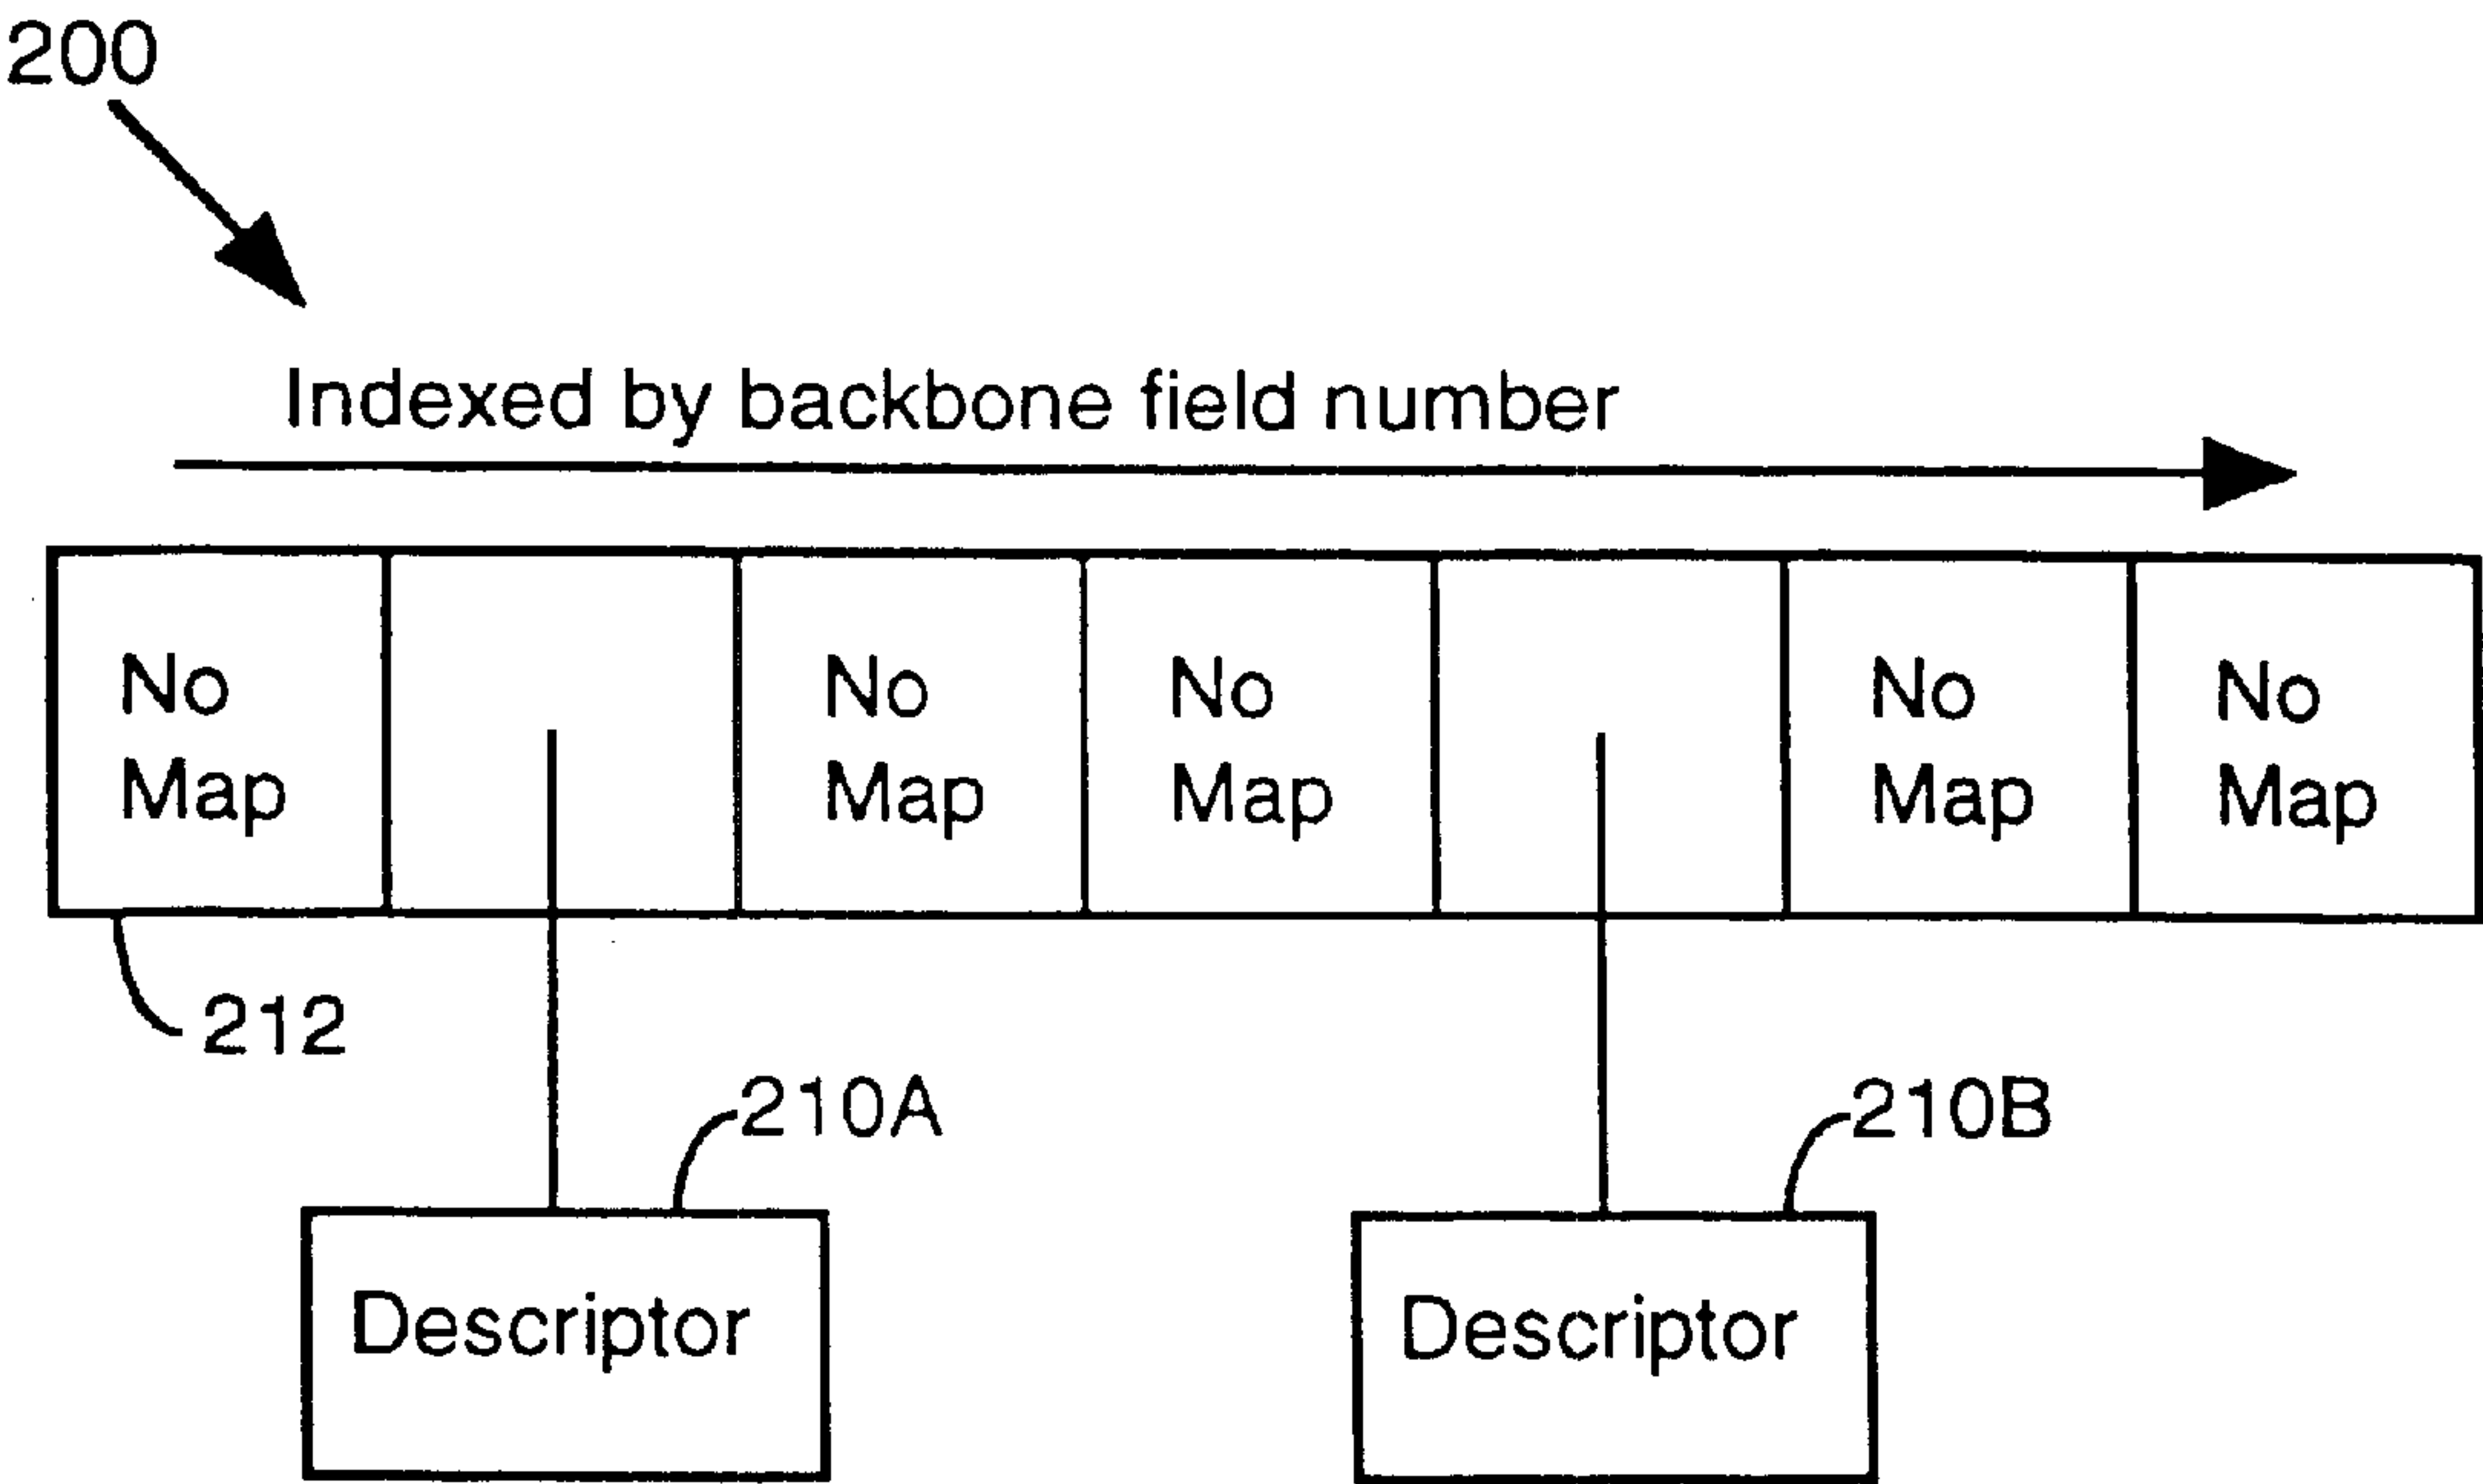 200
Indexed by backbone field number
No
Map
No
Map
No
Map
No
Map
No
Map
212
210A
210B
Descriptor
Descriptor